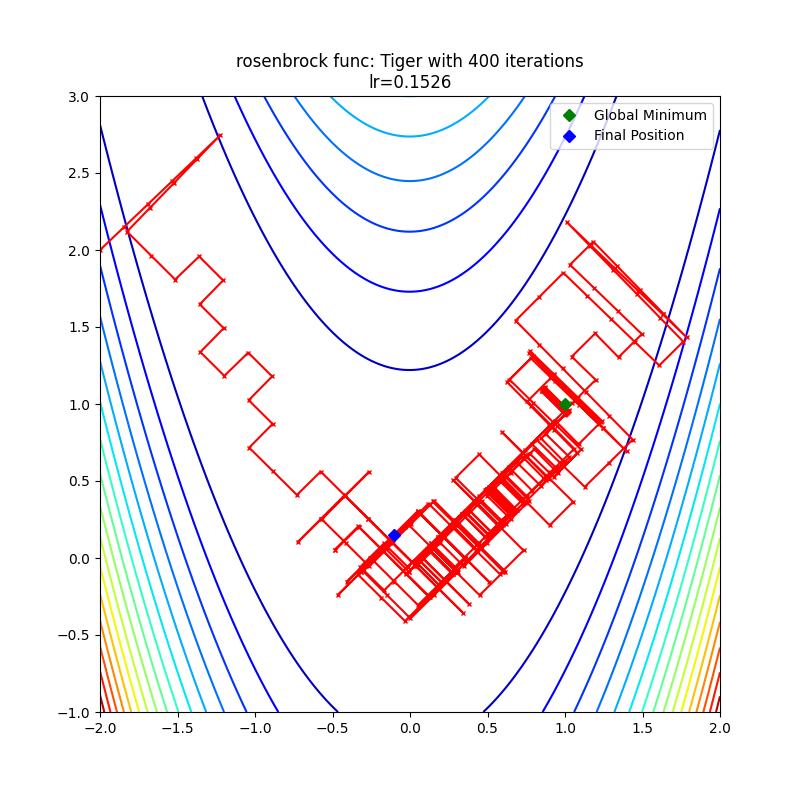 rosenbrock func: Tiger with 400 iterations
lr=0.1526
Global Minimum
Final Position
3.0
2.5
2.0
1.5
1.0
0.5
0.0
−0.5
−1.0
−2.0 −1.5 −1.0 −0.5 0.0 0.5 1.0 1.5 2.0